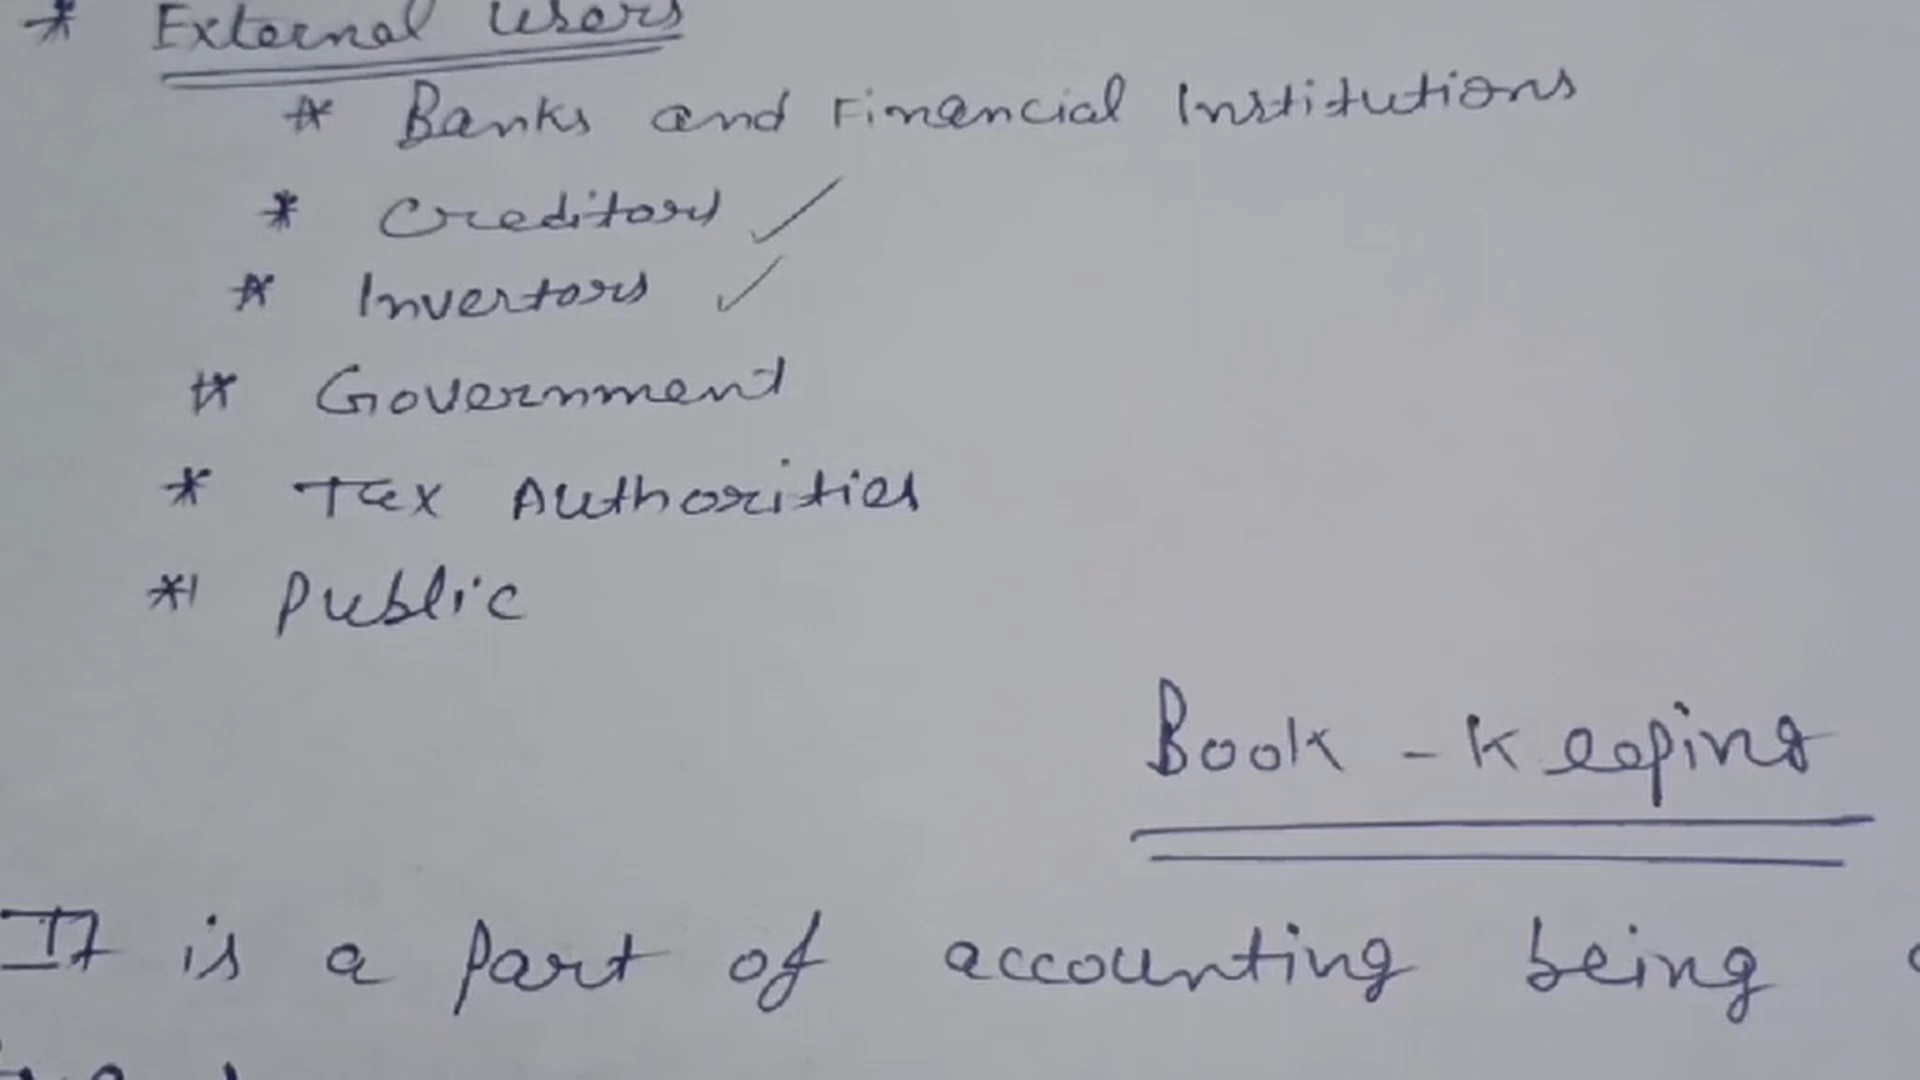 * External Users
* Banks and Financial Institutions
* Creditors ✓
* Invertors ✓
* Government
* Tax Authorities
* Public
Book - Keeping
It is a part of accounting being